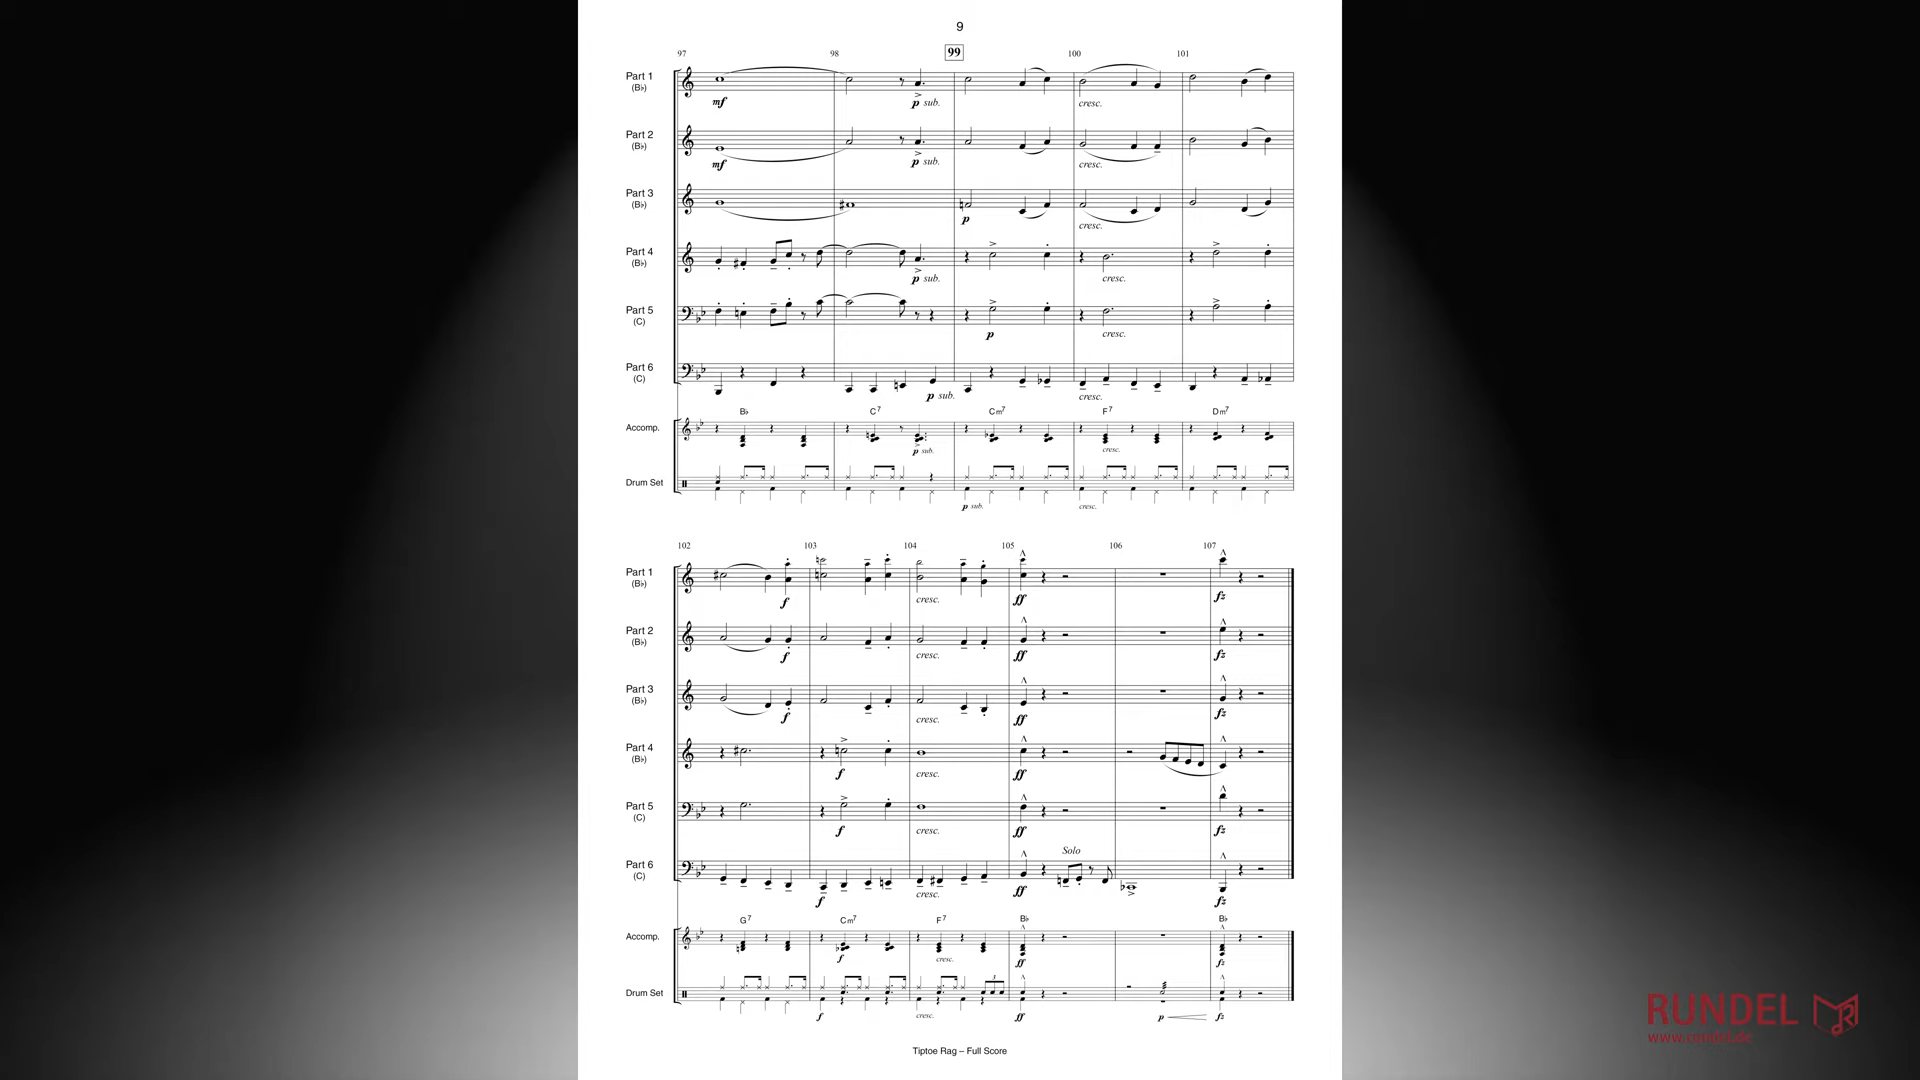 9
97 98 99 100 101
Part 1
(B♭)
mf p sub. cresc.
Part 2
(B♭)
mf p sub. cresc.
Part 3
(B♭)
p cresc.
Part 4
(B♭)
p sub. cresc.
Part 5
(C)
p cresc.
Part 6
(C)
p sub. cresc.
B♭ C7 Cm7 F7 Dm7
Accomp.
p sub. cresc.
Drum Set
p sub. cresc.
102 103 104 105 106 107
Part 1
(B♭)
f cresc. ff fz
Part 2
(B♭)
f cresc. ff fz
Part 3
(B♭)
f cresc. ff fz
Part 4
(B♭)
f cresc. ff
Part 5
(C)
f cresc. ff fz
Solo
Part 6
(C)
f cresc. ff fz
G7 Cm7 F7 B♭ B♭
Accomp.
f cresc. ff fz
3
Drum Set
f cresc. ff p fz
Tiptoe Rag – Full Score
RUNDEL
www.rundel.de